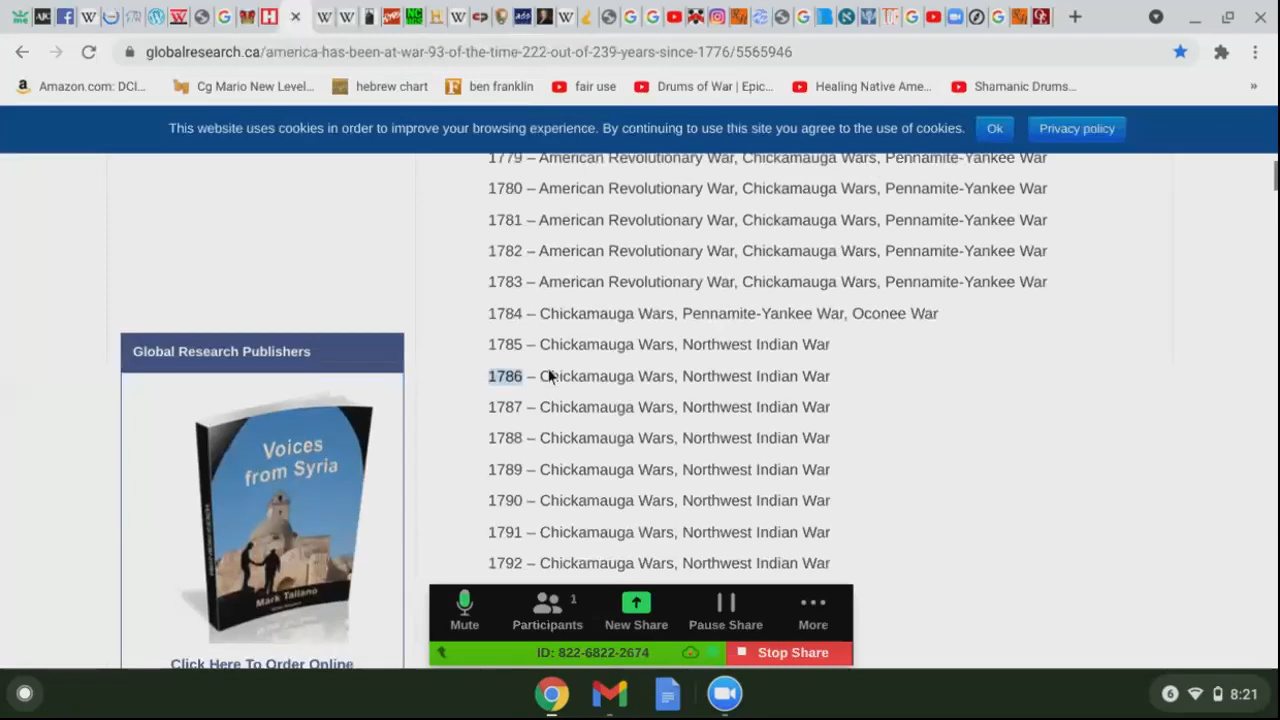 globalresearch.ca/america-has-been-at-war-93-of-the-time-222-out-of-239-years-since-1776/5565946
Amazon.com: DCI... Cg Mario New Level... hebrew chart ben franklin fair use Drums of War | Epic... Healing Native Ame... Shamanic Drums... »
This website uses cookies in order to improve your browsing experience. By continuing to use this site you agree to the use of cookies. Ok Privacy policy
1779 – American Revolutionary War, Chickamauga Wars, Pennamite-Yankee War
1780 – American Revolutionary War, Chickamauga Wars, Pennamite-Yankee War
1781 – American Revolutionary War, Chickamauga Wars, Pennamite-Yankee War
1782 – American Revolutionary War, Chickamauga Wars, Pennamite-Yankee War
1783 – American Revolutionary War, Chickamauga Wars, Pennamite-Yankee War
1784 – Chickamauga Wars, Pennamite-Yankee War, Oconee War
1785 – Chickamauga Wars, Northwest Indian War
1786 – Chickamauga Wars, Northwest Indian War
1787 – Chickamauga Wars, Northwest Indian War
1788 – Chickamauga Wars, Northwest Indian War
1789 – Chickamauga Wars, Northwest Indian War
1790 – Chickamauga Wars, Northwest Indian War
1791 – Chickamauga Wars, Northwest Indian War
1792 – Chickamauga Wars, Northwest Indian War
Global Research Publishers
Voices
from Syria
Mark Taliano
Click Here To Order Online
1
Mute Participants New Share Pause Share More
ID: 822-6822-2674 Stop Share
6 8:21